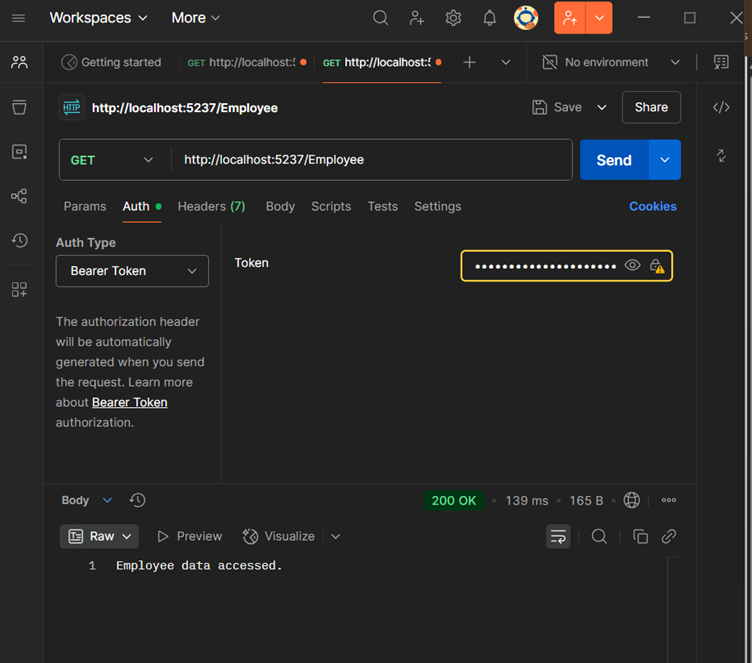 Workspaces More
Getting started GET http://localhost:5 GET http://localhost:5 No environment
HTTP http://localhost:5237/Employee Save Share
GET http://localhost:5237/Employee Send
Params Auth Headers (7) Body Scripts Tests Settings Cookies
Auth Type
Bearer Token
Token
The authorization header
will be automatically
generated when you send
the request. Learn more
about Bearer Token
authorization.
Body 200 OK • 139 ms • 165 B •
Raw Preview Visualize
1 Employee data accessed.